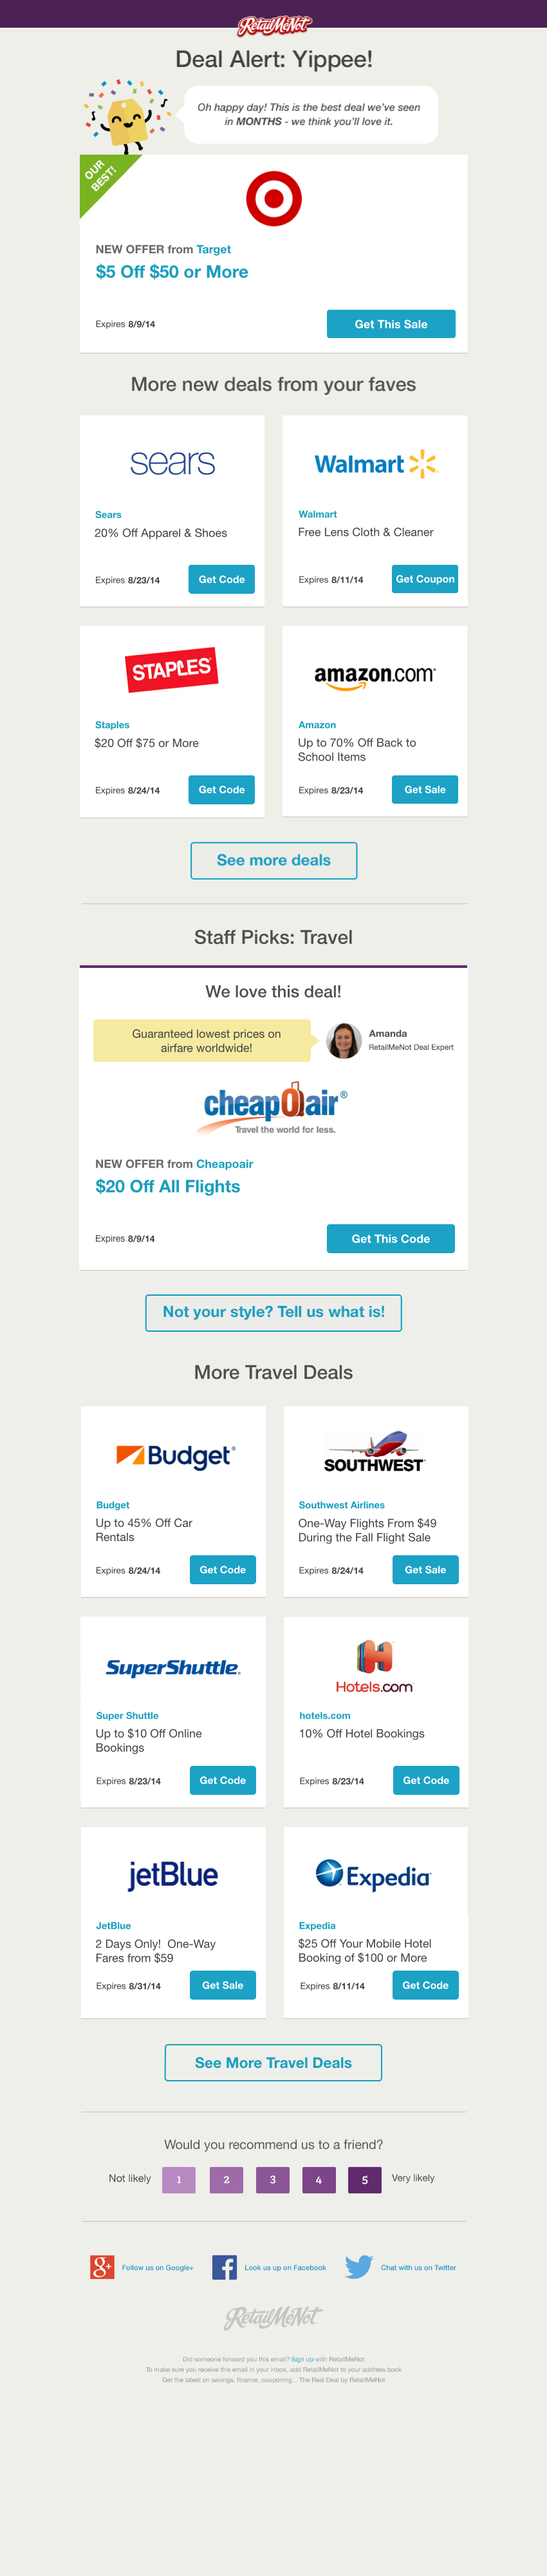 RetailMeNot
Deal Alert: Yippee!
Oh happy day! This is the best deal we've seen
in MONTHS - we think you'll love it.
OUR
BEST!
NEW OFFER from Target
$5 Off $50 or More
Expires 8/9/14
Get This Sale
More new deals from your faves
sears
Sears
20% Off Apparel & Shoes
Expires 8/23/14
Get Code
Walmart
Walmart
Free Lens Cloth & Cleaner
Expires 8/11/14
Get Coupon
STAPLES
Staples
$20 Off $75 or More
Expires 8/24/14
Get Code
amazon.com
Amazon
Up to 70% Off Back to
School Items
Expires 8/23/14
Get Sale
See more deals
Staff Picks: Travel
We love this deal!
Guaranteed lowest prices on
airfare worldwide!
Amanda
RetailMeNot Deal Expert
cheapOair®
Travel the world for less.
NEW OFFER from Cheapoair
$20 Off All Flights
Expires 8/9/14
Get This Code
Not your style? Tell us what is!
More Travel Deals
Budget
Budget
Up to 45% Off Car
Rentals
Expires 8/24/14
Get Code
SOUTHWEST
Southwest Airlines
One-Way Flights From $49
During the Fall Flight Sale
Expires 8/24/14
Get Sale
SuperShuttle.
Super Shuttle
Up to $10 Off Online
Bookings
Expires 8/23/14
Get Code
H
Hotels.com
hotels.com
10% Off Hotel Bookings
Expires 8/23/14
Get Code
jetBlue
JetBlue
2 Days Only! One-Way
Fares from $59
Expires 8/31/14
Get Sale
Expedia
Expedia
$25 Off Your Mobile Hotel
Booking of $100 or More
Expires 8/11/14
Get Code
See More Travel Deals
Would you recommend us to a friend?
Not likely 1 2 3 4 5 Very likely
g+ Follow us on Google+
f Look us up on Facebook
Chat with us on Twitter
RetailMeNot
Did someone forward you this email? Sign up with RetailMeNot
To make sure you receive this email in your inbox, add RetailMeNot to your address book
Get the latest on savings, finance, couponing... The Real Deal by RetailMeNot